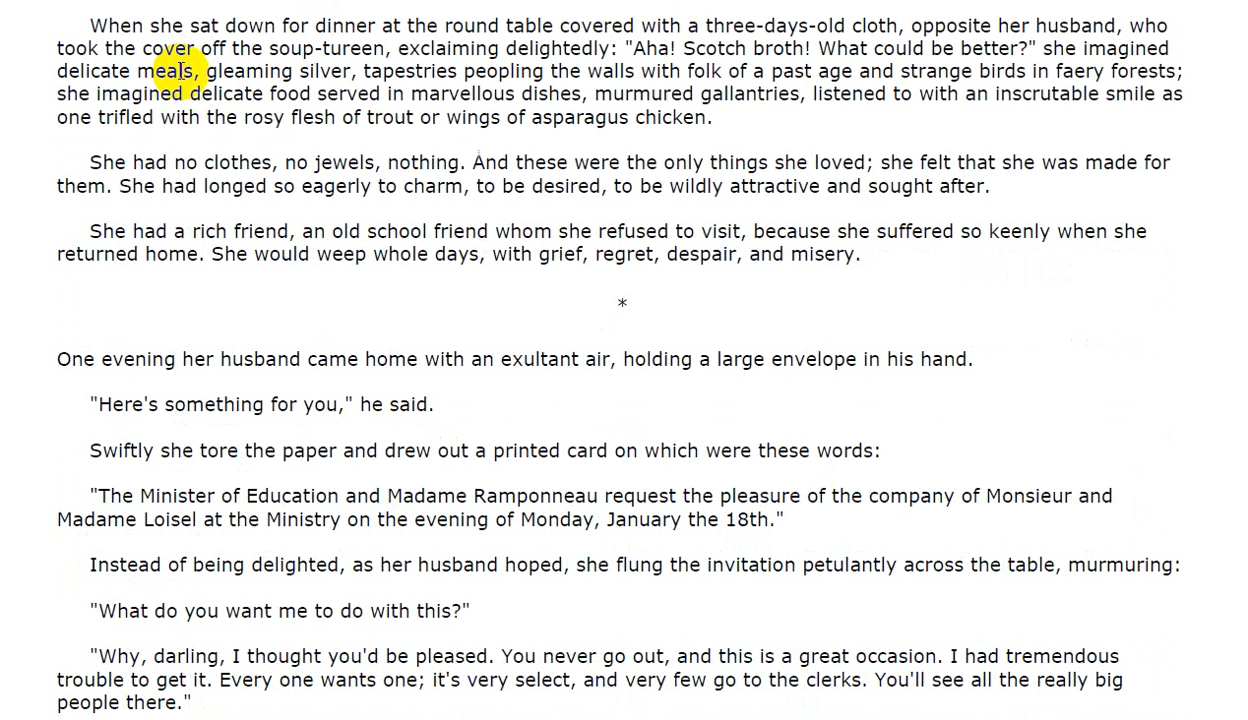 When she sat down for dinner at the round table covered with a three-days-old cloth, opposite her husband, who
took the cover off the soup-tureen, exclaiming delightedly: "Aha! Scotch broth! What could be better?" she imagined
delicate meals, gleaming silver, tapestries peopling the walls with folk of a past age and strange birds in faery forests;
she imagined delicate food served in marvellous dishes, murmured gallantries, listened to with an inscrutable smile as
one trifled with the rosy flesh of trout or wings of asparagus chicken.
She had no clothes, no jewels, nothing. And these were the only things she loved; she felt that she was made for
them. She had longed so eagerly to charm, to be desired, to be wildly attractive and sought after.
She had a rich friend, an old school friend whom she refused to visit, because she suffered so keenly when she
returned home. She would weep whole days, with grief, regret, despair, and misery.
*
One evening her husband came home with an exultant air, holding a large envelope in his hand.
"Here's something for you," he said.
Swiftly she tore the paper and drew out a printed card on which were these words:
"The Minister of Education and Madame Ramponneau request the pleasure of the company of Monsieur and
Madame Loisel at the Ministry on the evening of Monday, January the 18th."
Instead of being delighted, as her husband hoped, she flung the invitation petulantly across the table, murmuring:
"What do you want me to do with this?"
"Why, darling, I thought you'd be pleased. You never go out, and this is a great occasion. I had tremendous
trouble to get it. Every one wants one; it's very select, and very few go to the clerks. You'll see all the really big
people there."